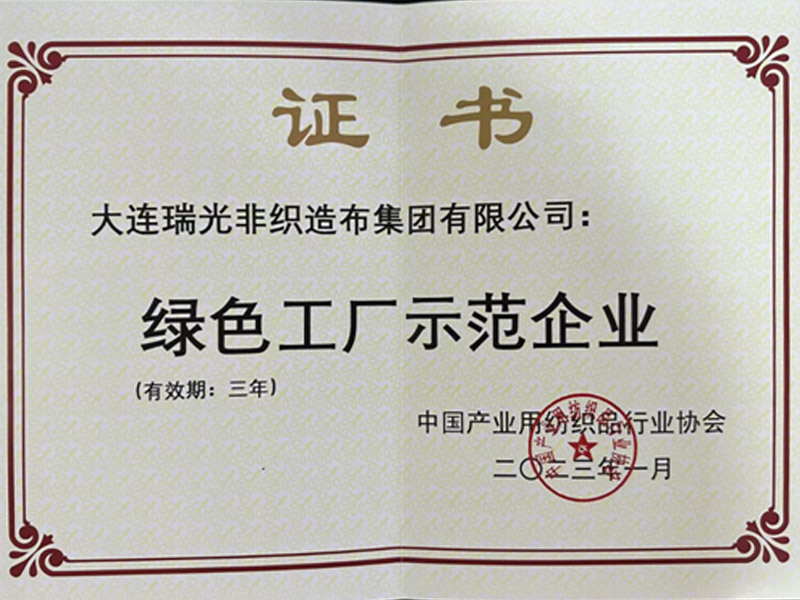 证书
大连瑞光非织造布集团有限公司：
绿色工厂示范企业
(有效期：三年)
中国产业用纺织品行业协会
二〇二三年一月